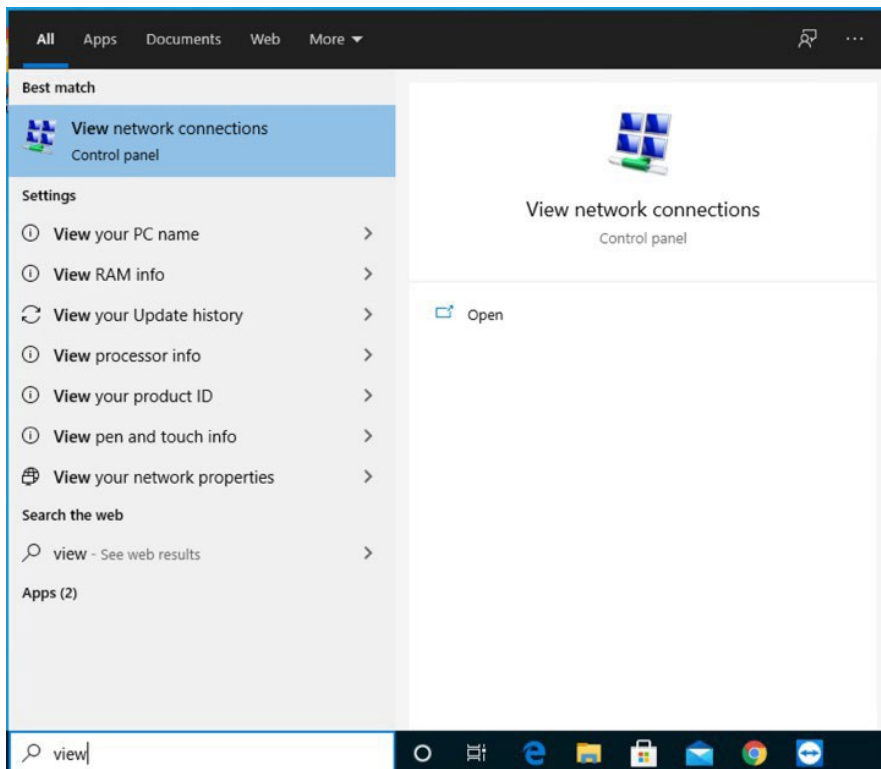 All Apps Documents Web More
Best match
View network connections
Control panel
Settings
View your PC name
View RAM info
View your Update history
View processor info
View your product ID
View pen and touch info
View your network properties
Search the web
view - See web results
Apps (2)
View network connections
Control panel
Open
view